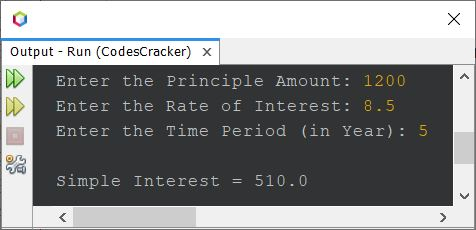 Output - Run (CodesCracker)
Enter the Principle Amount: 1200
Enter the Rate of Interest: 8.5
Enter the Time Period (in Year): 5
Simple Interest = 510.0